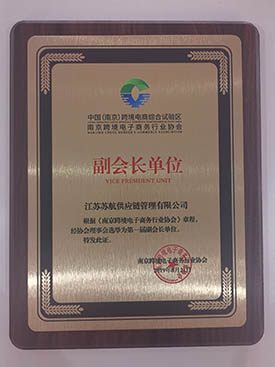 中国（南京）跨境电商综合试验区
南京跨境电子商务行业协会
副会长单位
VICE PRESIDENT UNIT
江苏苏航供应链管理有限公司
根据《南京跨境电子商务行业协会》章程，
经协会理事会选举为第一届副会长单位。
特发此证。
南京跨境电子商务行业协会